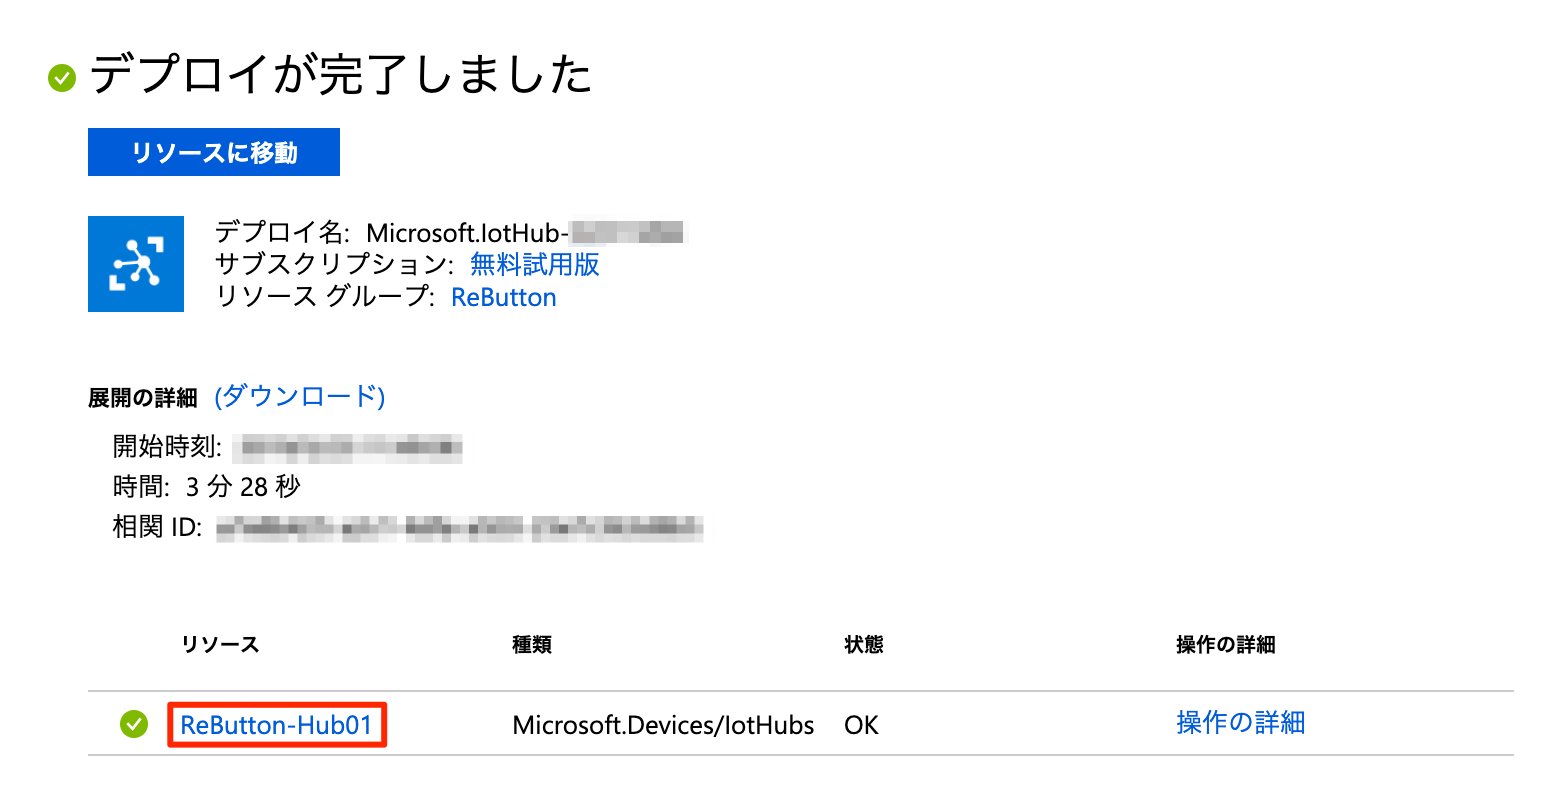 デプロイが完了しました
リソースに移動
デプロイ名: Microsoft.IotHub-
サブスクリプション: 無料試用版
リソース グループ: ReButton
展開の詳細 (ダウンロード)
開始時刻:
時間: 3 分 28 秒
相関 ID:
リソース 種類 状態 操作の詳細
ReButton-Hub01 Microsoft.Devices/IotHubs OK 操作の詳細